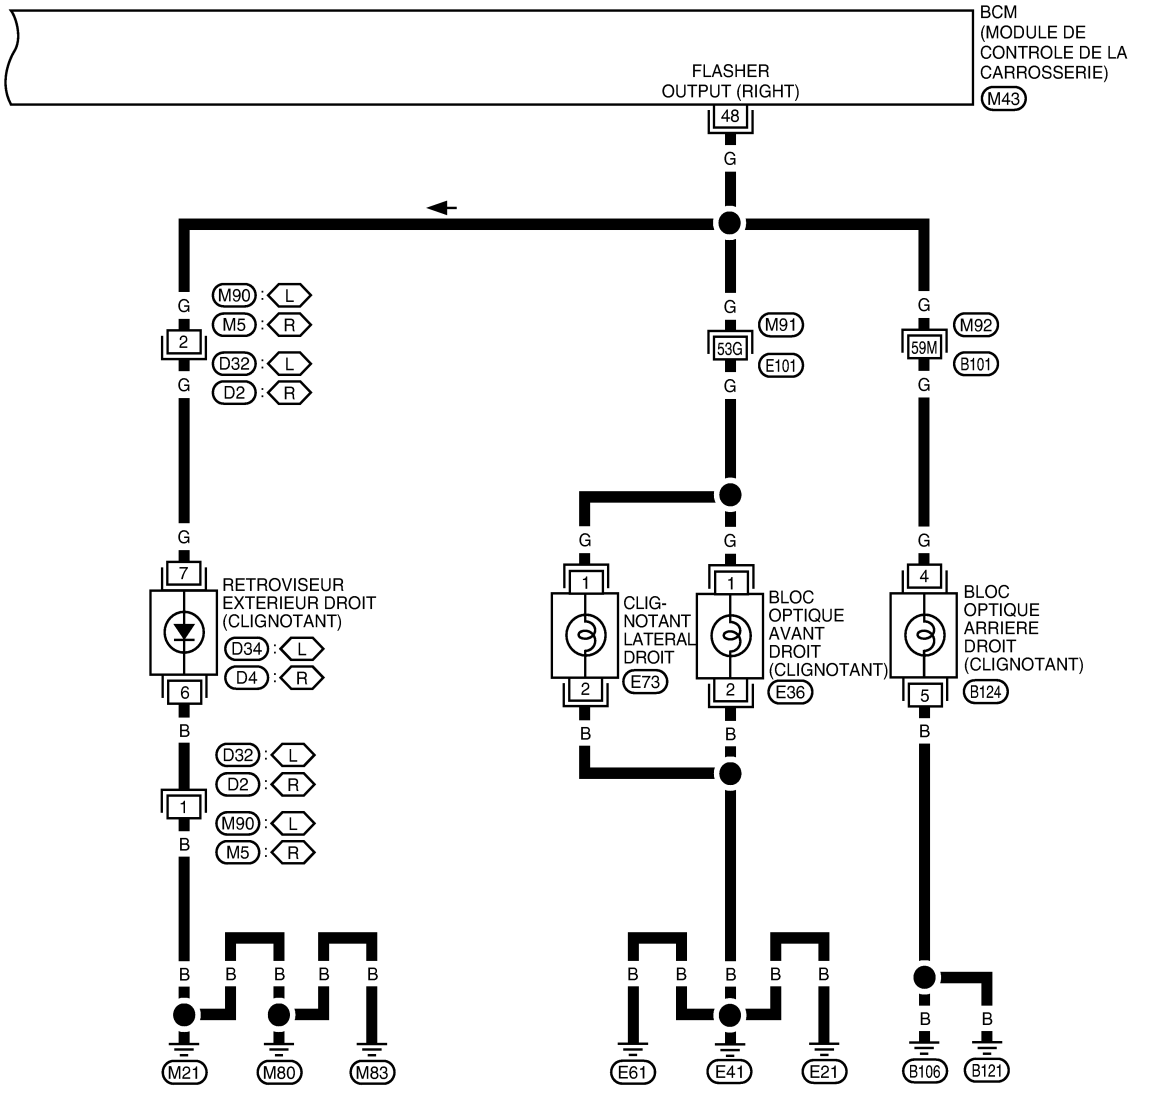 BCM
(MODULE DE
CONTROLE DE LA
CARROSSERIE)
M43
FLASHER
OUTPUT (RIGHT)
48
G
G
M90 : L
M5 : R
2
D32 : L
D2 : R
G
G
M91
53G
E101
G
G
M92
59M
B101
G
G
7
RETROVISEUR
EXTERIEUR DROIT
(CLIGNOTANT)
D34 : L
D4 : R
6
G
1
CLIG-
NOTANT
LATERAL
DROIT
E73
2
G
1
BLOC
OPTIQUE
AVANT
DROIT
(CLIGNOTANT)
E36
2
G
4
BLOC
OPTIQUE
ARRIERE
DROIT
(CLIGNOTANT)
B124
5
B
B
B
B
D32 : L
D2 : R
1
M90 : L
M5 : R
B
B B B B B
B B B B B
B B
M21 M80 M83
E61 E41 E21
B106 B121